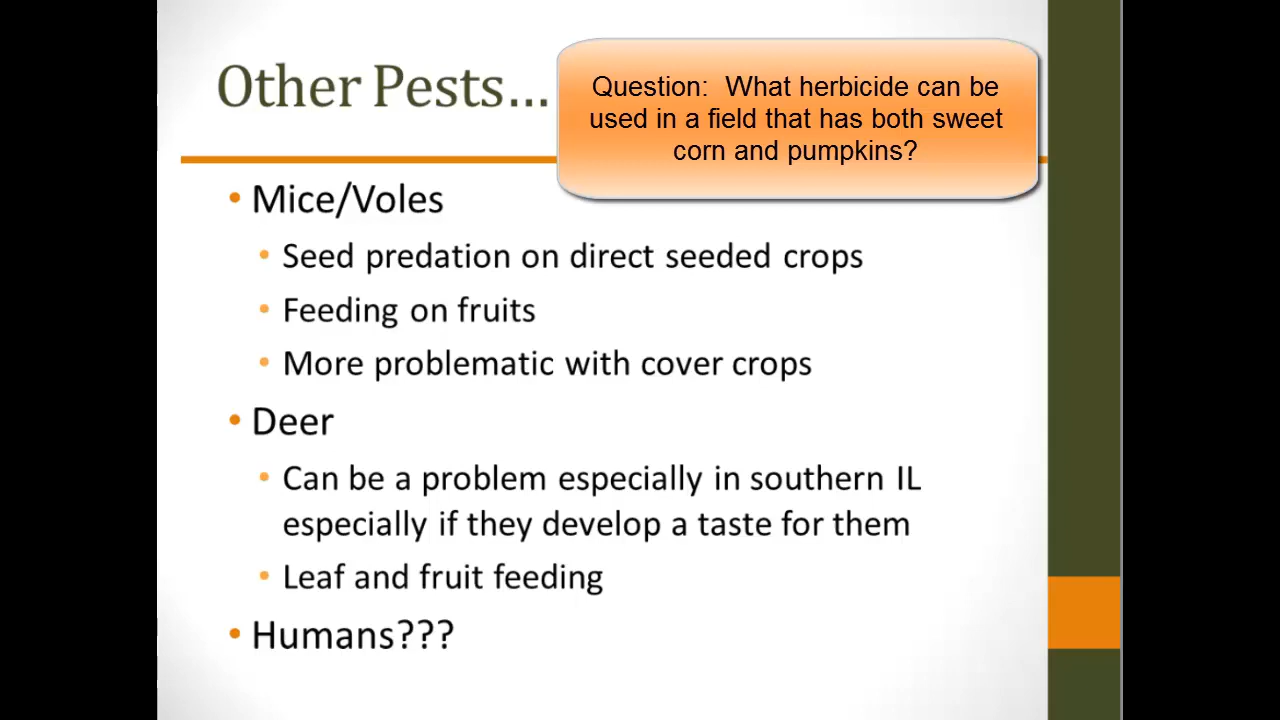 Other Pests...
Question: What herbicide can be
used in a field that has both sweet
corn and pumpkins?
• Mice/Voles
• Seed predation on direct seeded crops
• Feeding on fruits
• More problematic with cover crops
• Deer
• Can be a problem especially in southern IL
especially if they develop a taste for them
• Leaf and fruit feeding
• Humans???